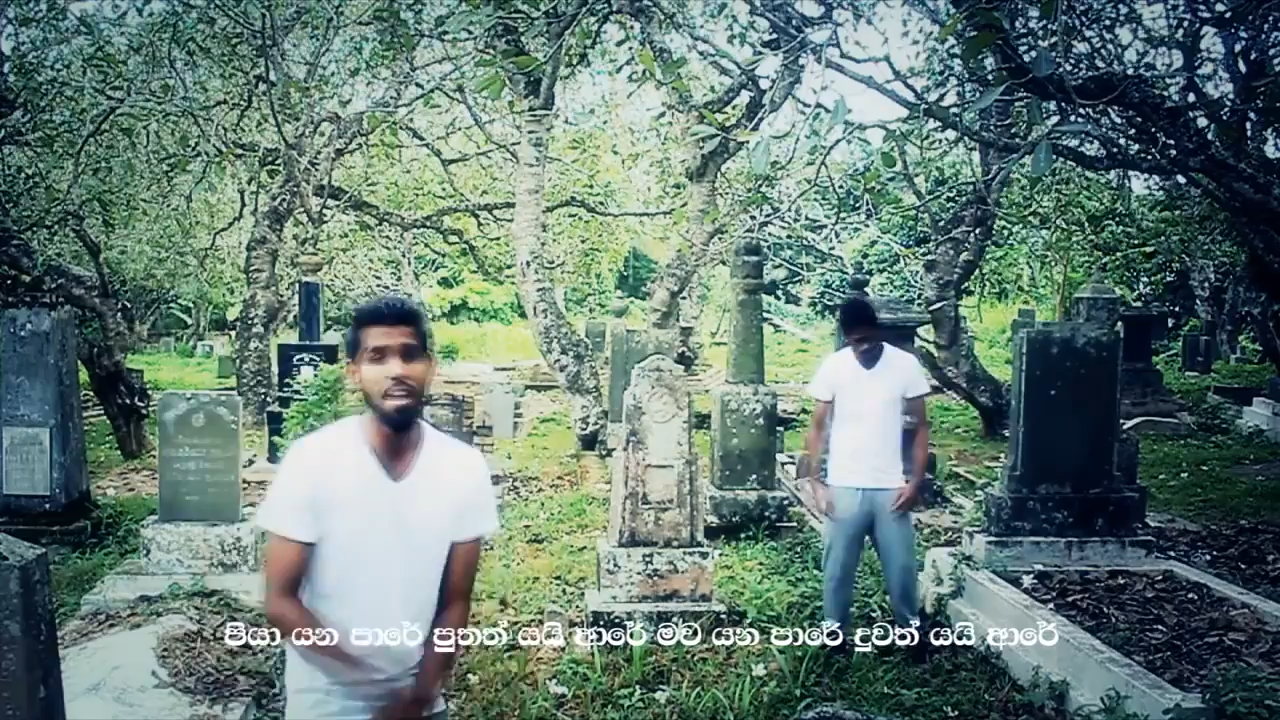 පියා යන පාරේ පුතත් යයි ආරේ මව යන පාරේ දුවත් යයි ආරේ